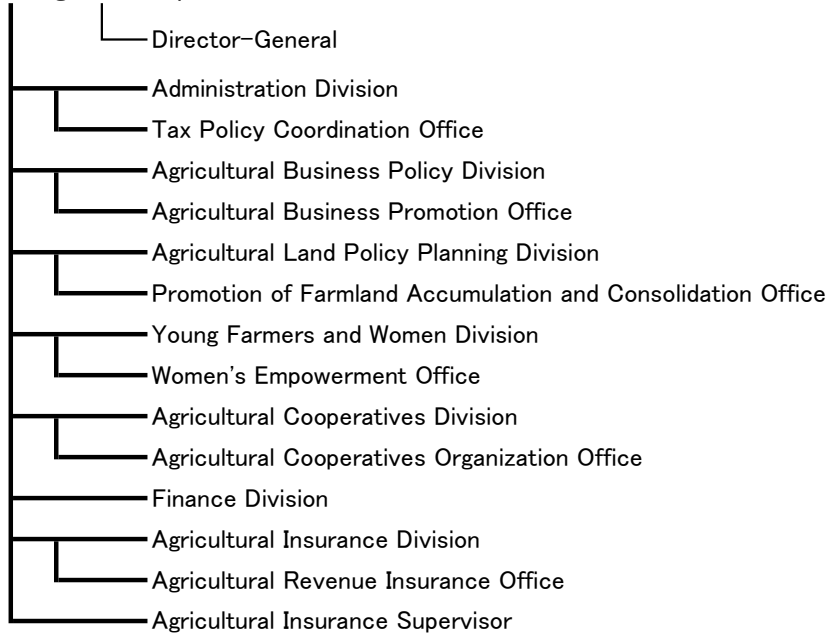 Director-General
Administration Division
Tax Policy Coordination Office
Agricultural Business Policy Division
Agricultural Business Promotion Office
Agricultural Land Policy Planning Division
Promotion of Farmland Accumulation and Consolidation Office
Young Farmers and Women Division
Women's Empowerment Office
Agricultural Cooperatives Division
Agricultural Cooperatives Organization Office
Finance Division
Agricultural Insurance Division
Agricultural Revenue Insurance Office
Agricultural Insurance Supervisor